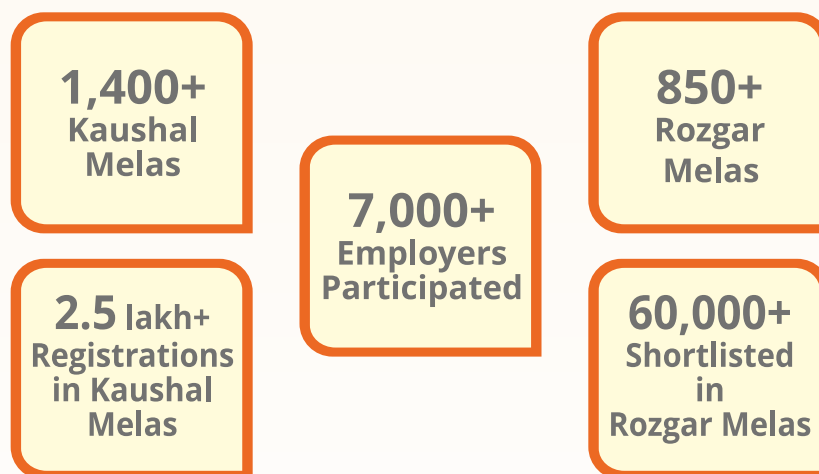 1,400+
Kaushal
Melas
2.5 lakh+
Registrations
in Kaushal
Melas
7,000+
Employers
Participated
850+
Rozgar
Melas
60,000+
Shortlisted
in
Rozgar Melas